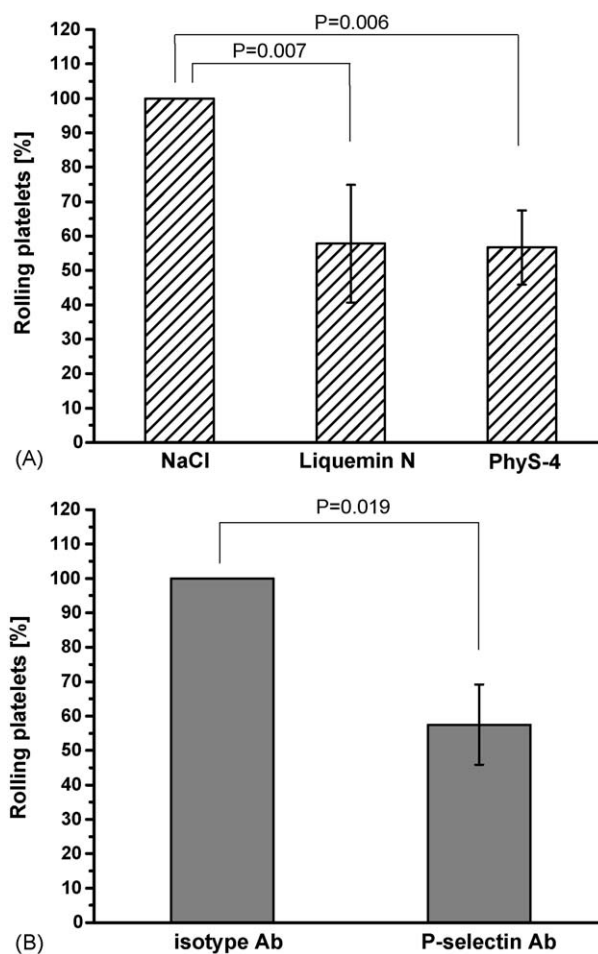 P=0.006
P=0.007
120
110
100
90
80
70
60
50
40
30
20
10
0
Rolling platelets [%]
(A)
NaCl Liquemin N PhyS-4
P=0.019
120
110
100
90
80
70
60
50
40
30
20
10
0
Rolling platelets [%]
(B)
isotype Ab P-selectin Ab